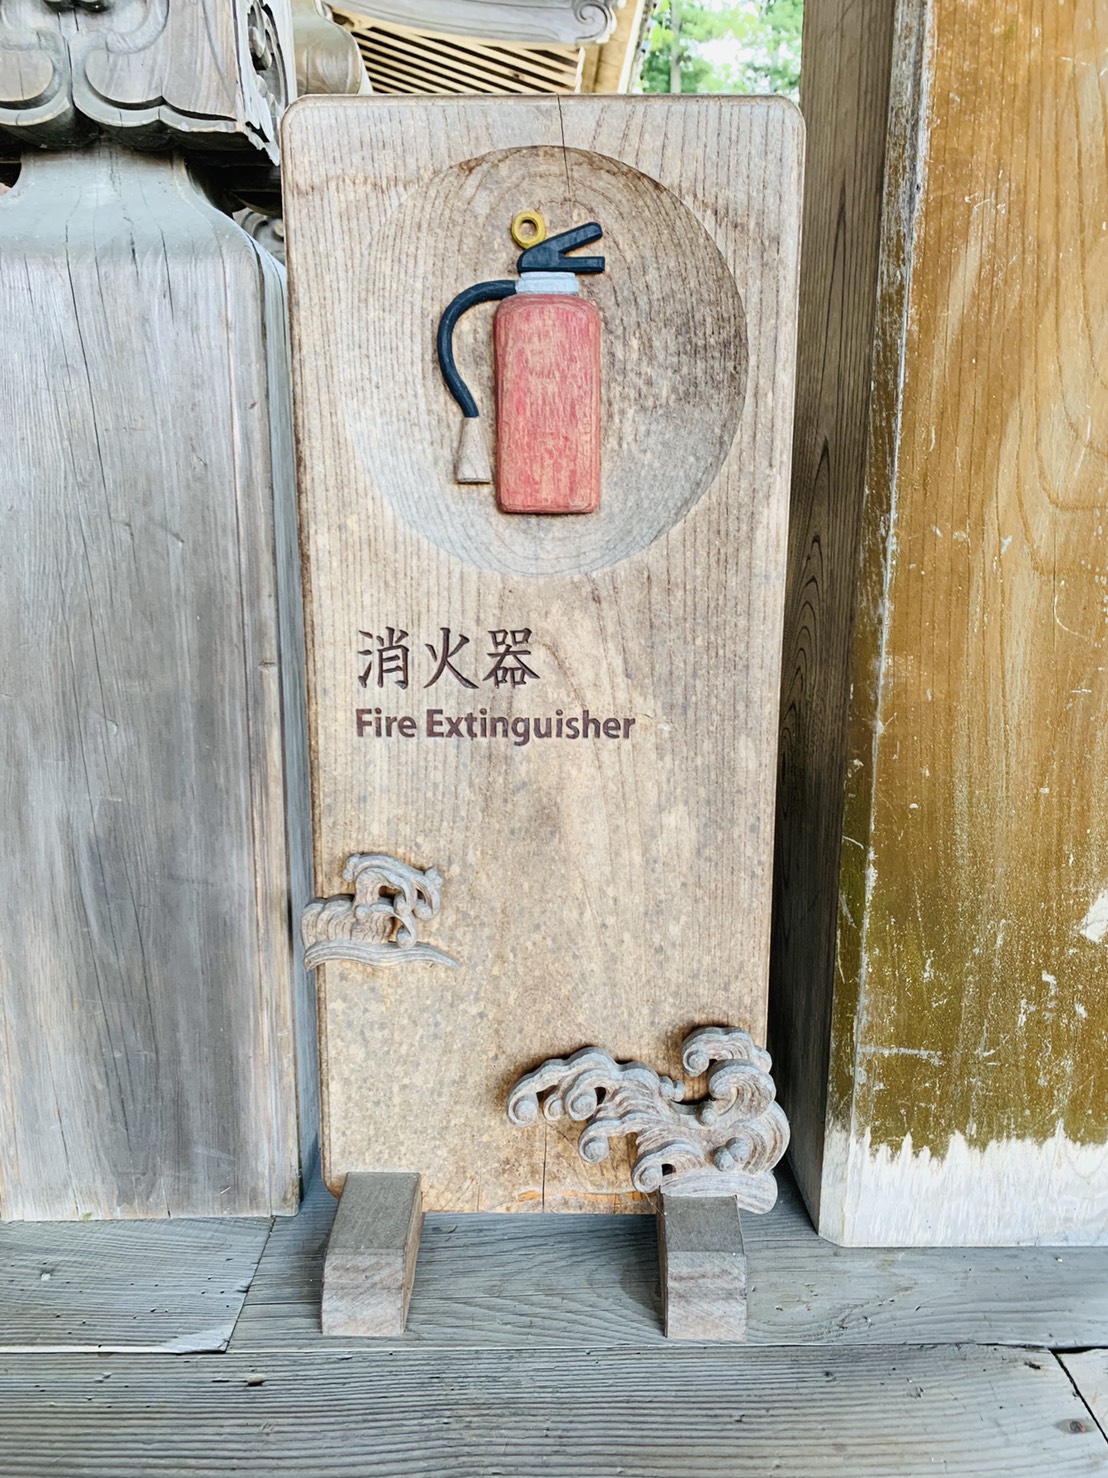 消火器
Fire Extinguisher